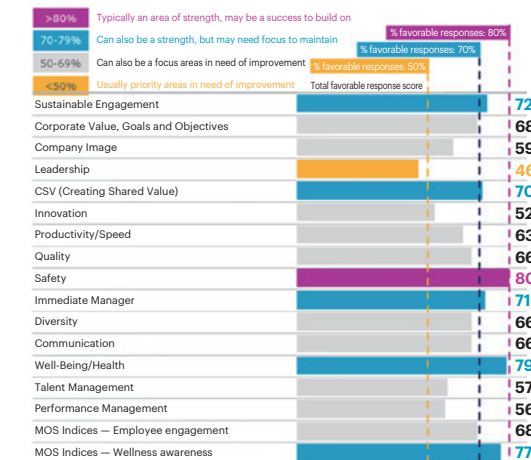 >80% Typically an area of strength, may be a success to build on
% favorable responses: 80%
70-79% Can also be a strength, but may need focus to maintain
% favorable responses: 70%
50-69% Can also be a focus areas in need of improvement
% favorable responses: 50%
<50% Usually priority areas in need of improvement
Total favorable response score
Sustainable Engagement 72
Corporate Value, Goals and Objectives 68
Company Image 59
Leadership 46
CSV (Creating Shared Value) 70
Innovation 52
Productivity/Speed 63
Quality 66
Safety 80
Immediate Manager 71
Diversity 66
Communication 66
Well-Being/Health 79
Talent Management 57
Performance Management 56
MOS Indices — Employee engagement 68
MOS Indices — Wellness awareness 77